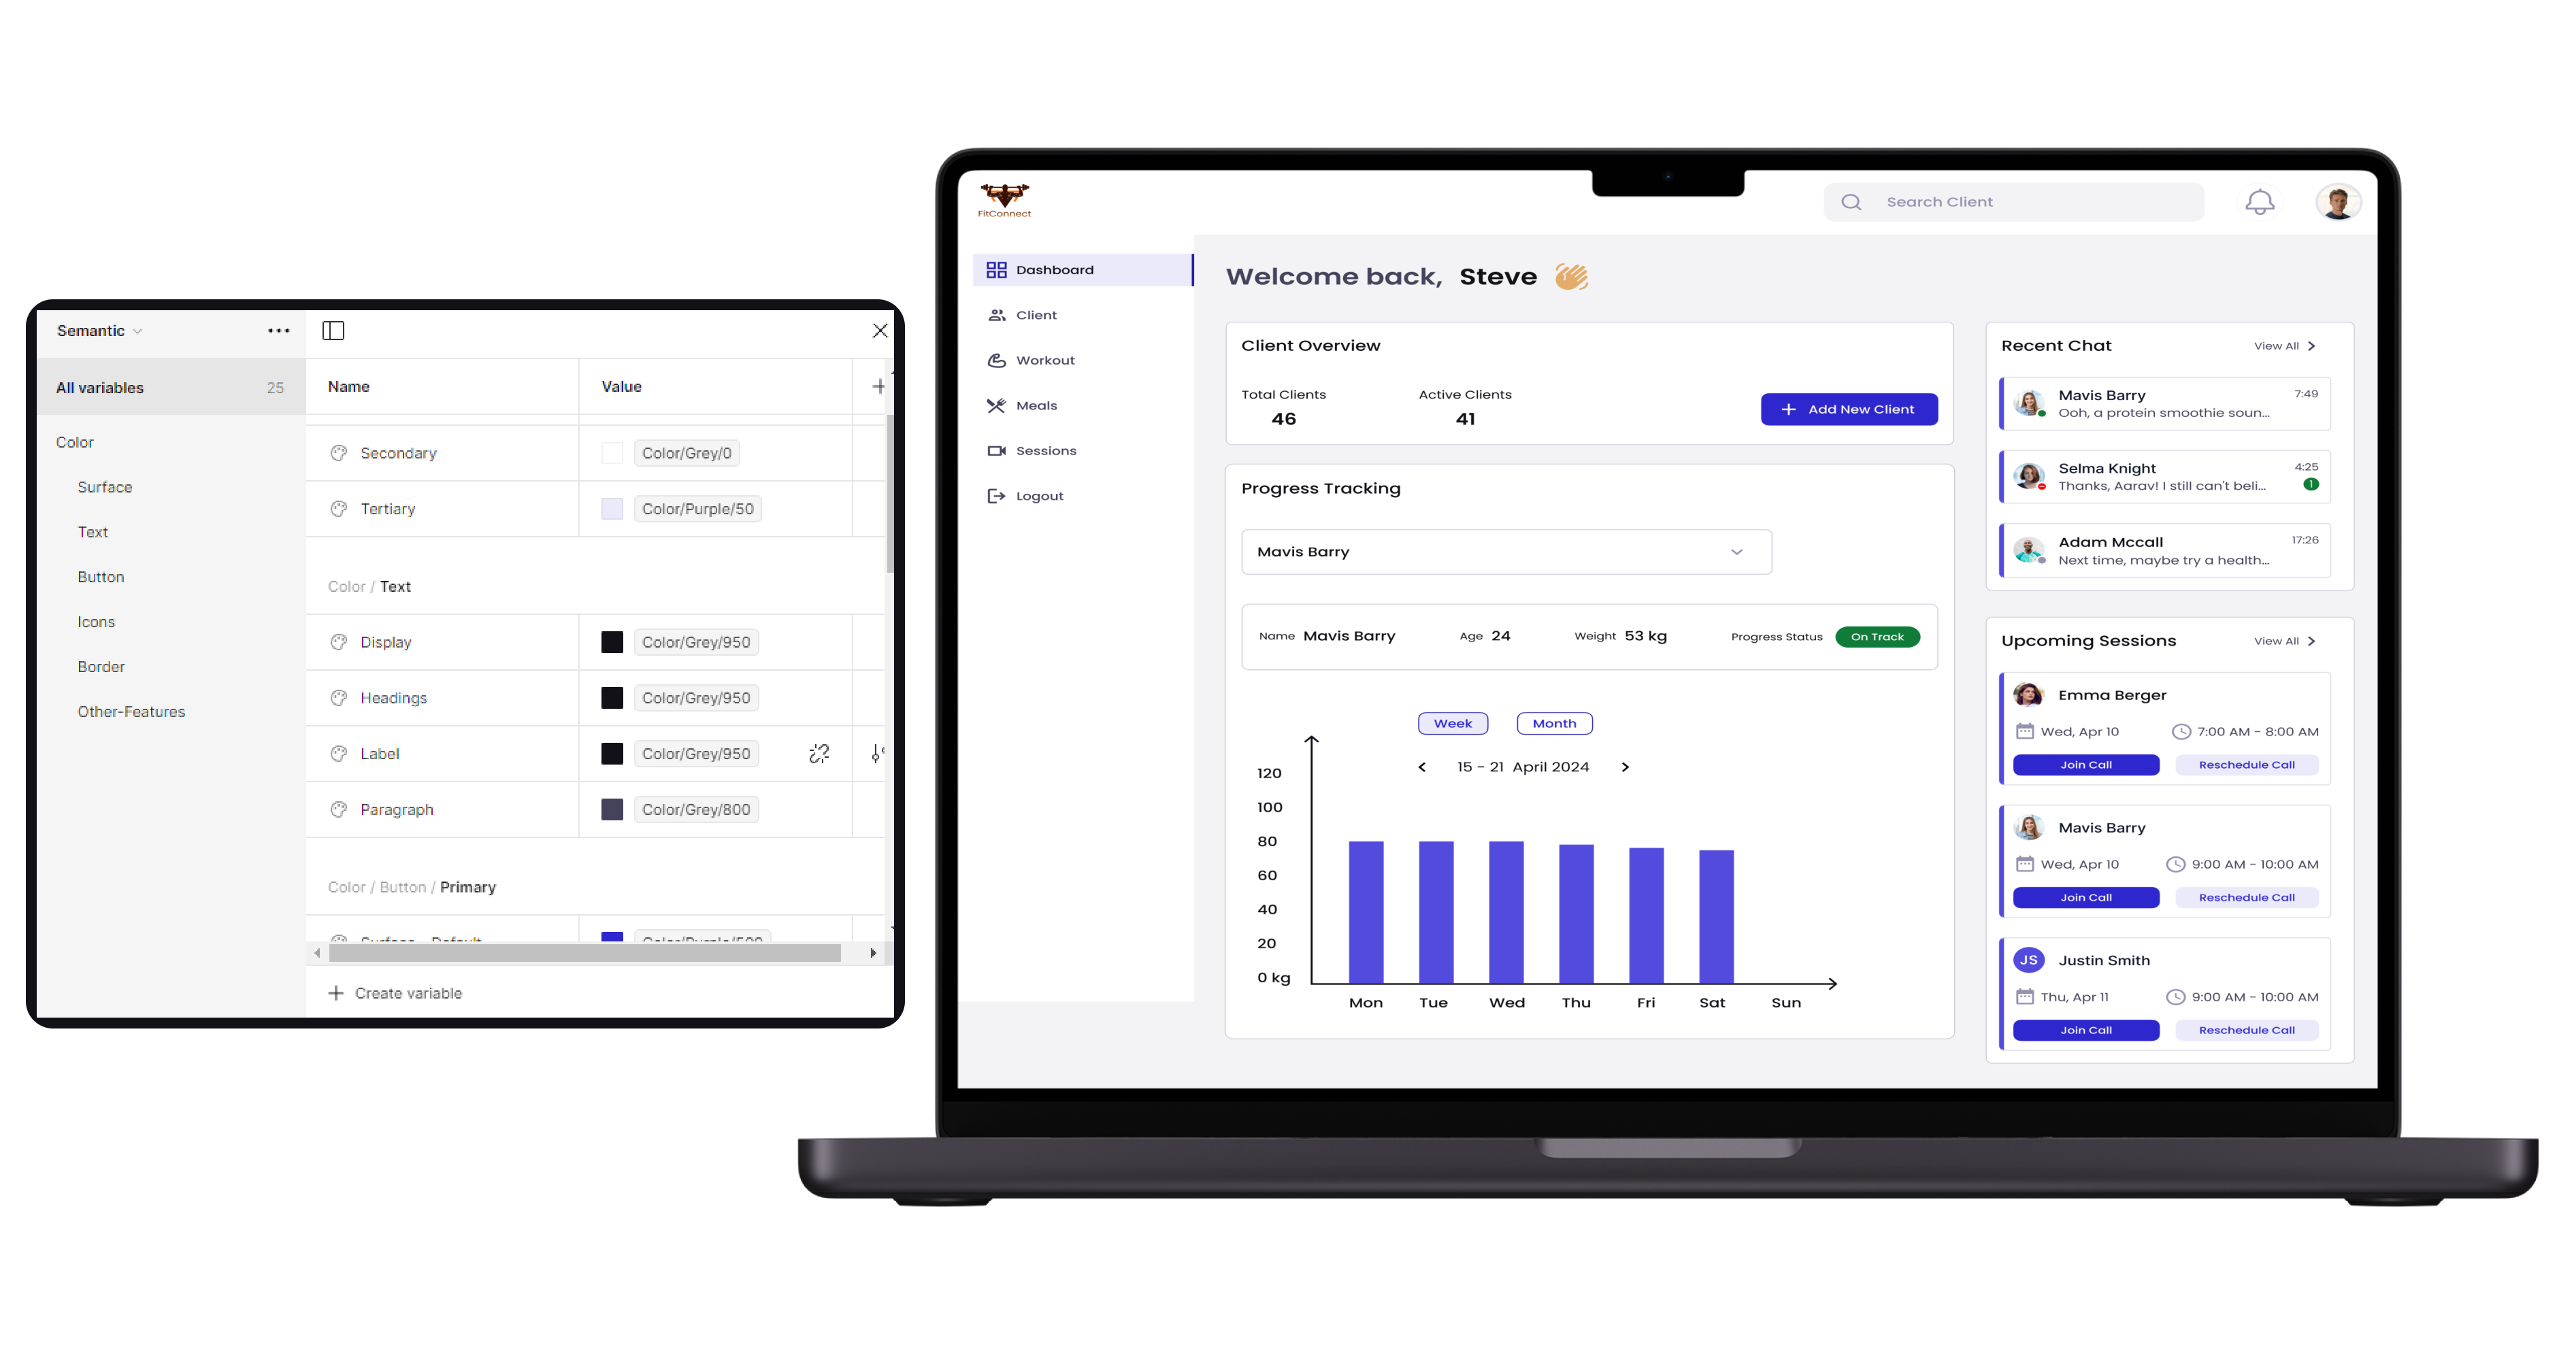 Semantic
All variables 25
Color
Surface
Text
Button
Icons
Border
Other-Features
Name Value
Secondary Color/Grey/0
Tertiary Color/Purple/50
Color / Text
Display Color/Grey/950
Headings Color/Grey/950
Label Color/Grey/950
Paragraph Color/Grey/800
Color / Button / Primary
Surface - Default Color/Purple/500
Create variable
FitConnect
Search Client
Dashboard
Client
Workout
Meals
Sessions
Logout
Welcome back, Steve
Client Overview
Total Clients Active Clients
46 41
Add New Client
Progress Tracking
Mavis Barry
Name Mavis Barry Age 24 Weight 53 kg Progress Status On Track
Week Month
15 - 21 April 2024
120
100
80
60
40
20
0 kg
Mon Tue Wed Thu Fri Sat Sun
Recent Chat View All
Mavis Barry 7:49
Ooh, a protein smoothie soun...
Selma Knight 4:25
Thanks, Aarav! I still can't beli... 1
Adam Mccall 17:26
Next time, maybe try a health...
Upcoming Sessions View All
Emma Berger
Wed, Apr 10 7:00 AM - 8:00 AM
Join Call Reschedule Call
Mavis Barry
Wed, Apr 10 9:00 AM - 10:00 AM
Join Call Reschedule Call
JS Justin Smith
Thu, Apr 11 9:00 AM - 10:00 AM
Join Call Reschedule Call